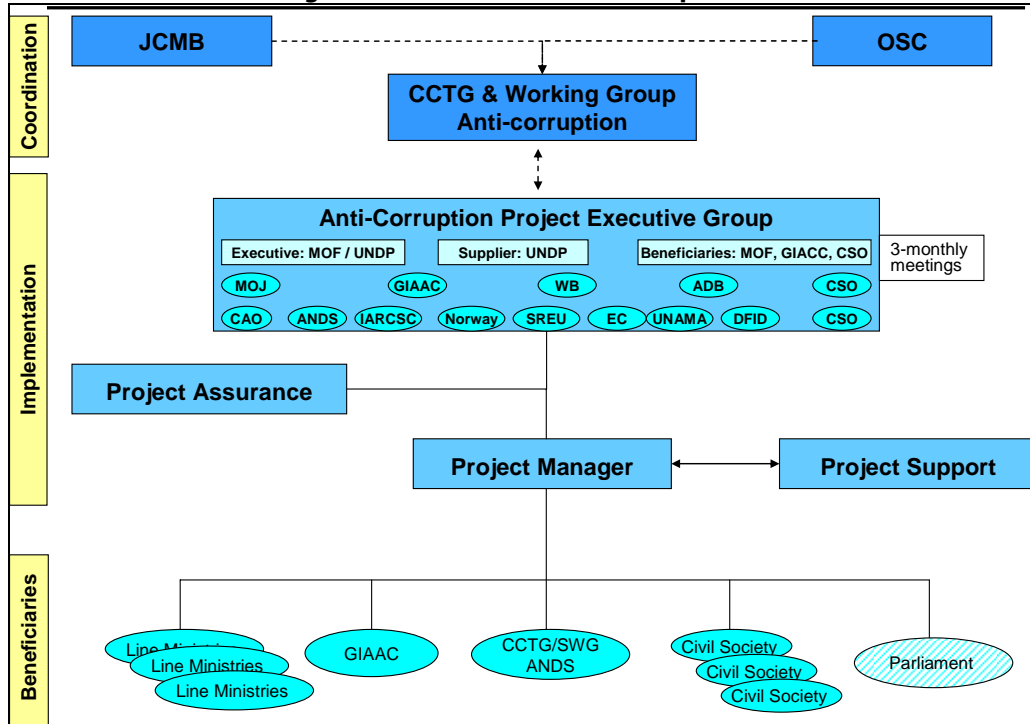 Coordination
JCMB
OSC
CCTG & Working Group
Anti-corruption
Implementation
Anti-Corruption Project Executive Group
Executive: MOF / UNDP
Supplier: UNDP
Beneficiaries: MOF, GIACC, CSO
3-monthly
meetings
MOJ
GIAAC
WB
ADB
CSO
CAO
ANDS
IARCSC
Norway
SREU
EC
UNAMA
DFID
CSO
Project Assurance
Project Manager
Project Support
Beneficiaries
Line Ministries
Line Ministries
Line Ministries
GIAAC
CCTG/SWG
ANDS
Civil Society
Civil Society
Civil Society
Parliament